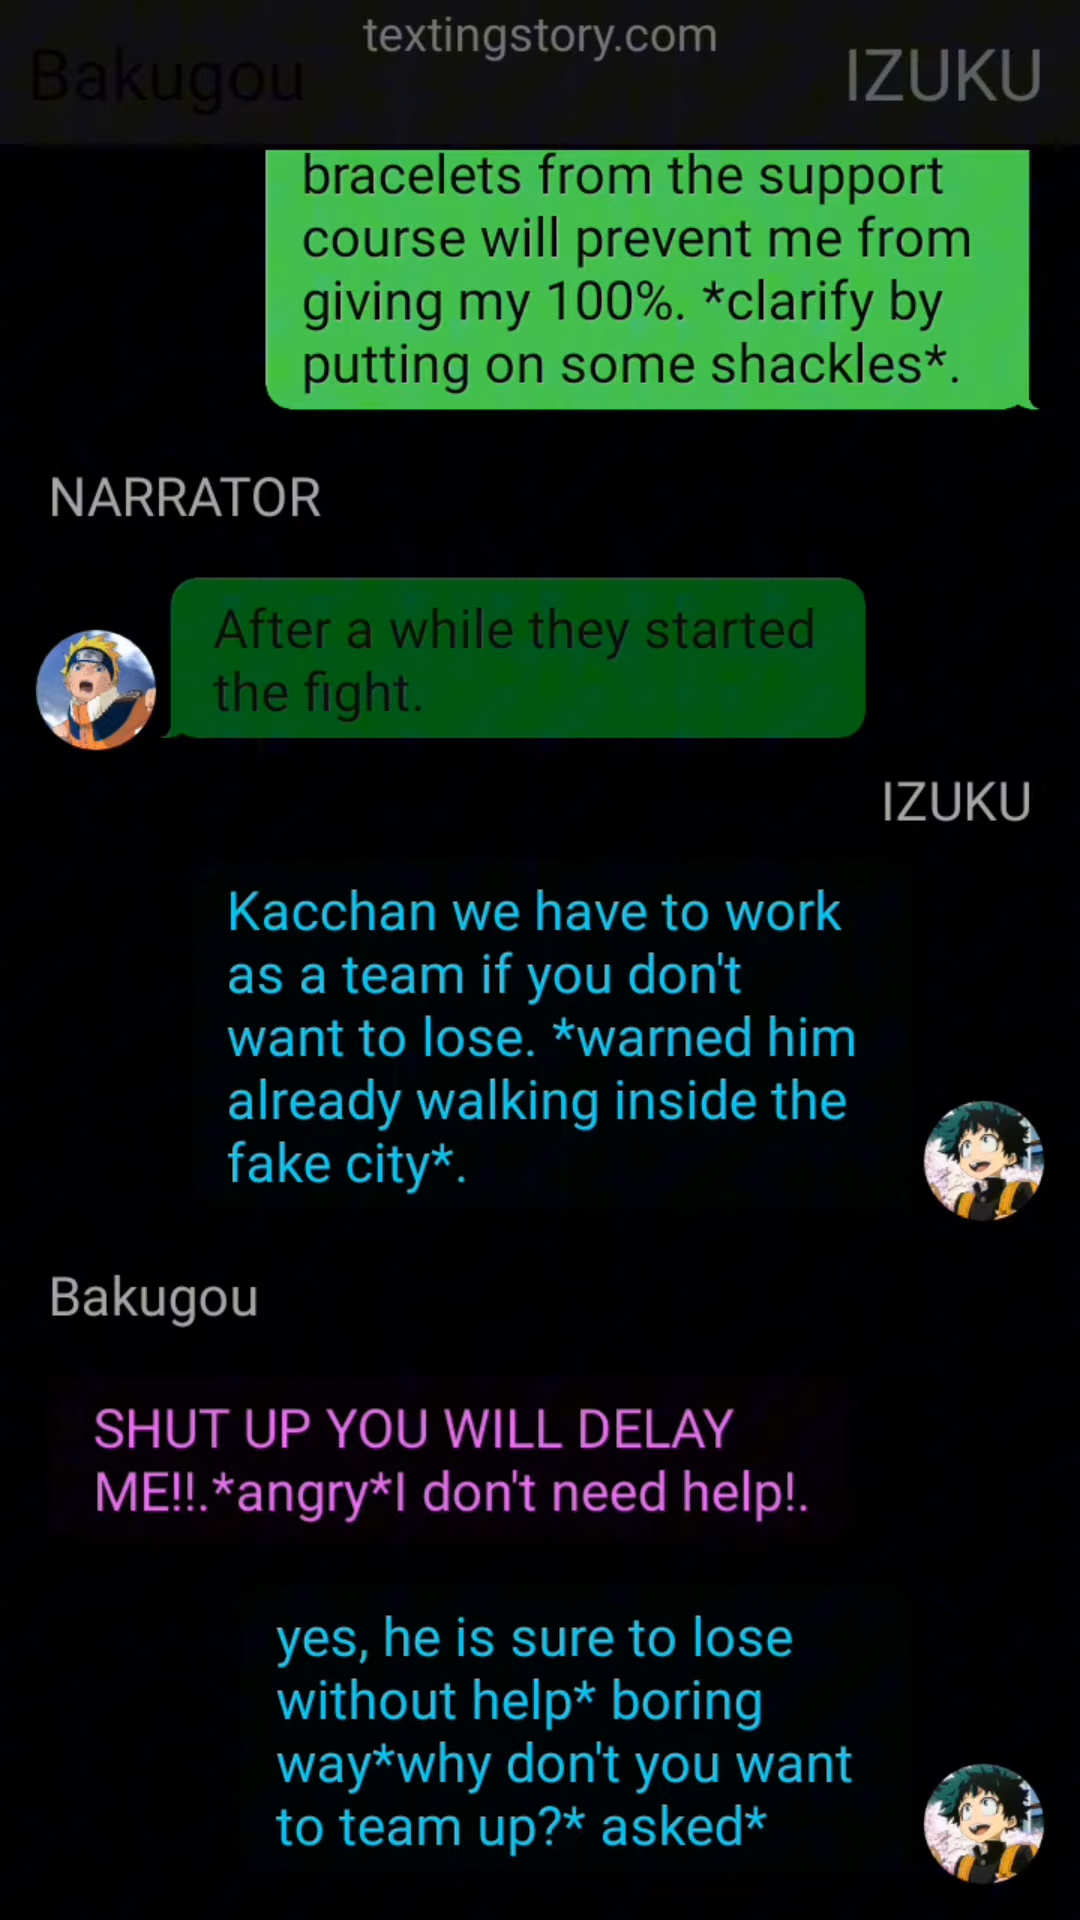 textingstory.com
Bakugou
IZUKU
bracelets from the support
course will prevent me from
giving my 100%. *clarify by
putting on some shackles*.
NARRATOR
After a while they started
the fight.
IZUKU
Kacchan we have to work
as a team if you don't
want to lose. *warned him
already walking inside the
fake city*.
Bakugou
SHUT UP YOU WILL DELAY
ME!!.*angry*I don't need help!.
yes, he is sure to lose
without help* boring
way*why don't you want
to team up?* asked*